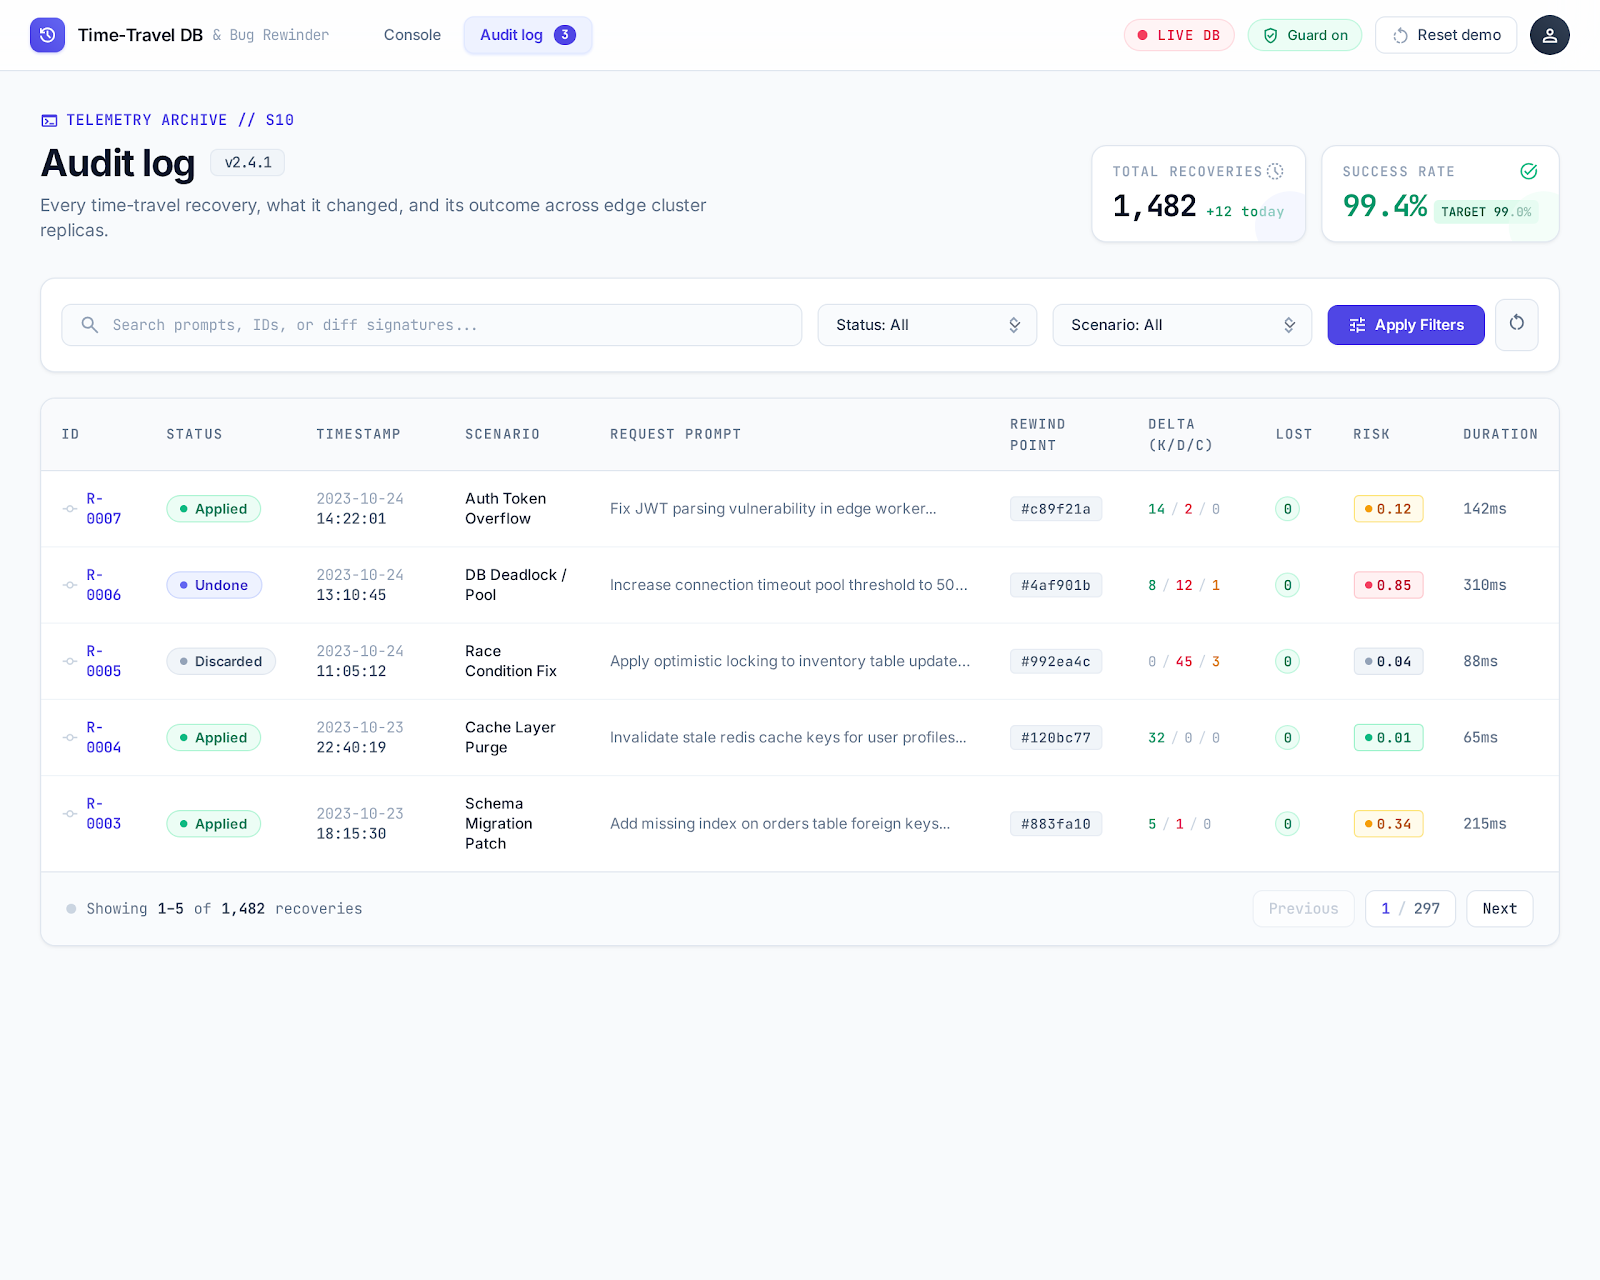 Time-Travel DB & Bug Rewinder Console Audit log 3 LIVE DB Guard on Reset demo
TELEMETRY ARCHIVE // S10
Audit log v2.4.1
Every time-travel recovery, what it changed, and its outcome across edge cluster
replicas.
TOTAL RECOVERIES
1,482 +12 today
SUCCESS RATE
99.4% TARGET 99.0%
Search prompts, IDs, or diff signatures... Status: All Scenario: All Apply Filters
ID STATUS TIMESTAMP SCENARIO REQUEST PROMPT REWIND POINT DELTA (K/D/C) LOST RISK DURATION
R-0007 Applied 2023-10-24 14:22:01 Auth Token Overflow Fix JWT parsing vulnerability in edge worker... #c89f21a 14 / 2 / 0 0 0.12 142ms
R-0006 Undone 2023-10-24 13:10:45 DB Deadlock / Pool Increase connection timeout pool threshold to 50... #4af901b 8 / 12 / 1 0 0.85 310ms
R-0005 Discarded 2023-10-24 11:05:12 Race Condition Fix Apply optimistic locking to inventory table update... #992ea4c 0 / 45 / 3 0 0.04 88ms
R-0004 Applied 2023-10-23 22:40:19 Cache Layer Purge Invalidate stale redis cache keys for user profiles... #120bc77 32 / 0 / 0 0 0.01 65ms
R-0003 Applied 2023-10-23 18:15:30 Schema Migration Patch Add missing index on orders table foreign keys... #883fa10 5 / 1 / 0 0 0.34 215ms
Showing 1–5 of 1,482 recoveries Previous 1 / 297 Next